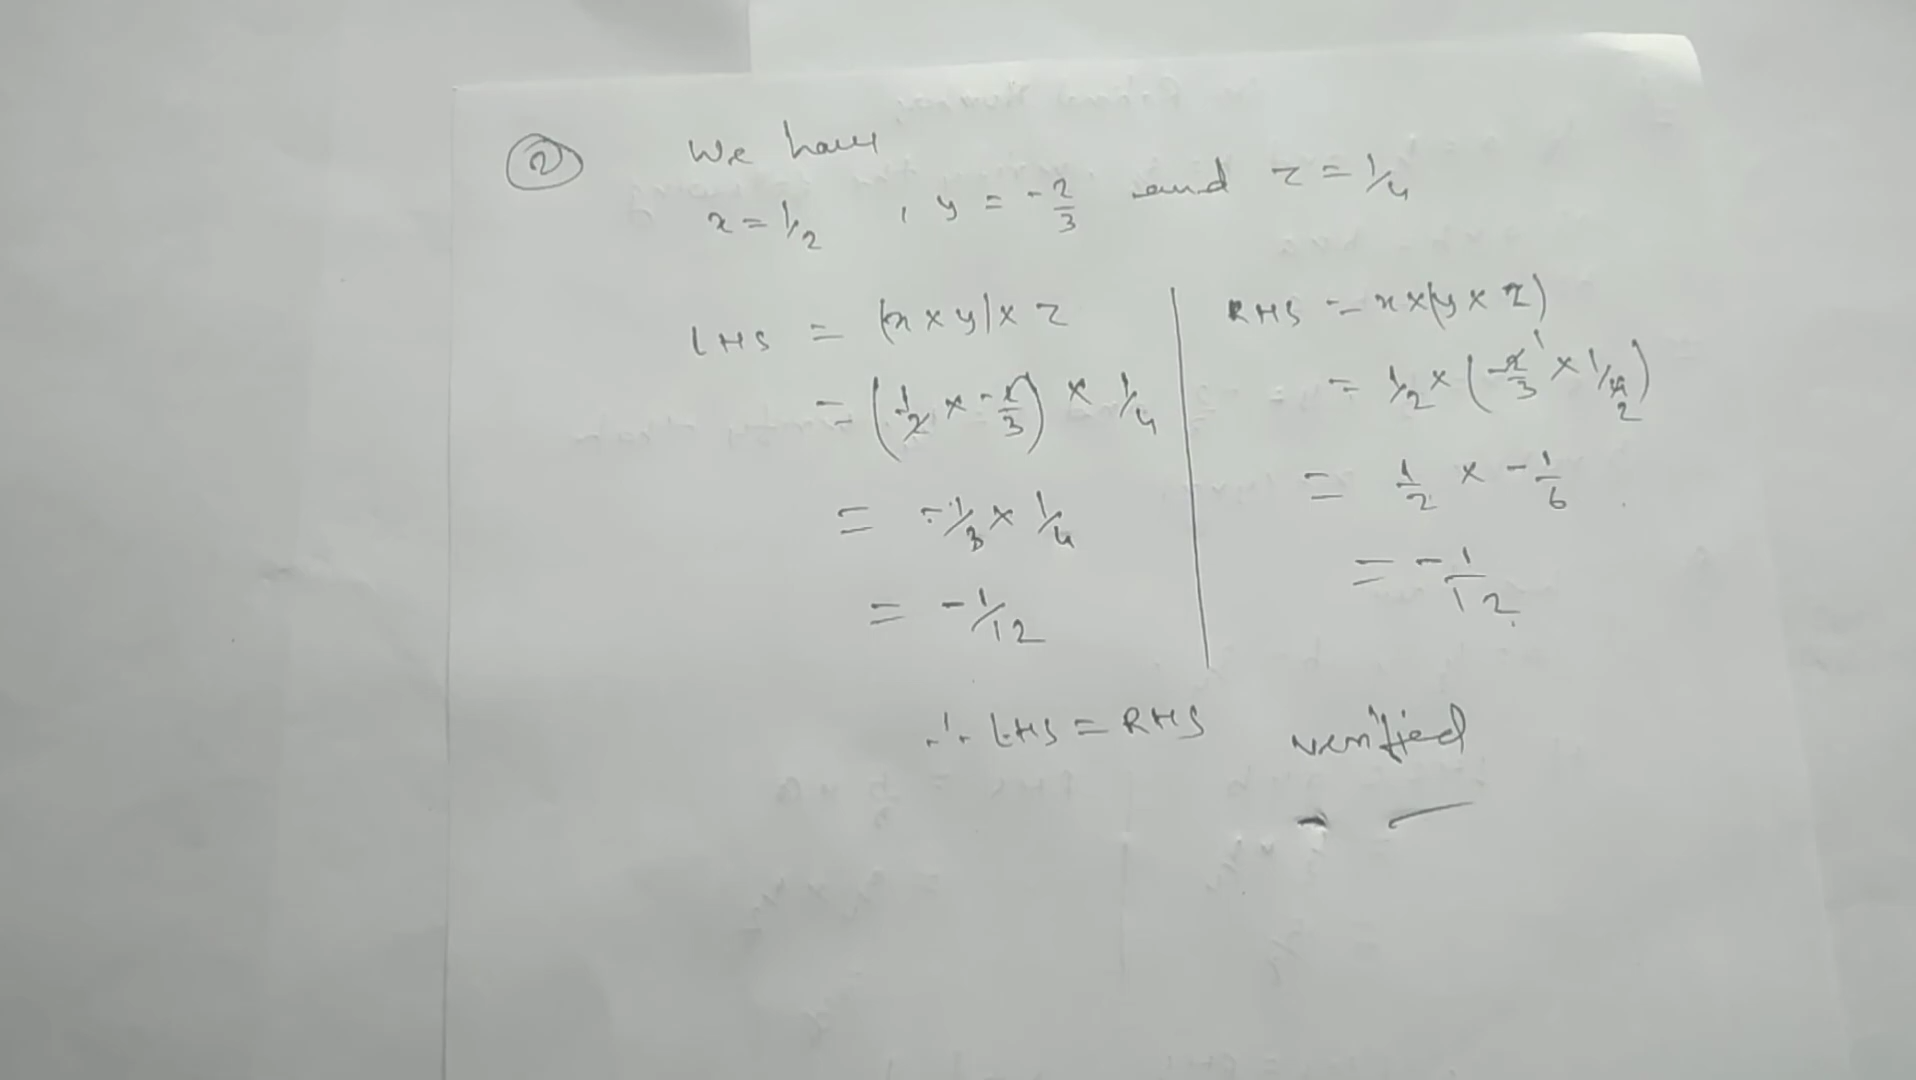 ② We have
x = 1/2 , y = -2/3 and z = 1/4
LHS = (x × y) × z
= (1/2 × -2/3) × 1/4
= -1/3 × 1/4
= -1/12
RHS = x × (y × z)
= 1/2 × (-2/3 1 × 1/4 2)
= 1/2 × -1/6
= -1/12
∴ LHS = RHS verified